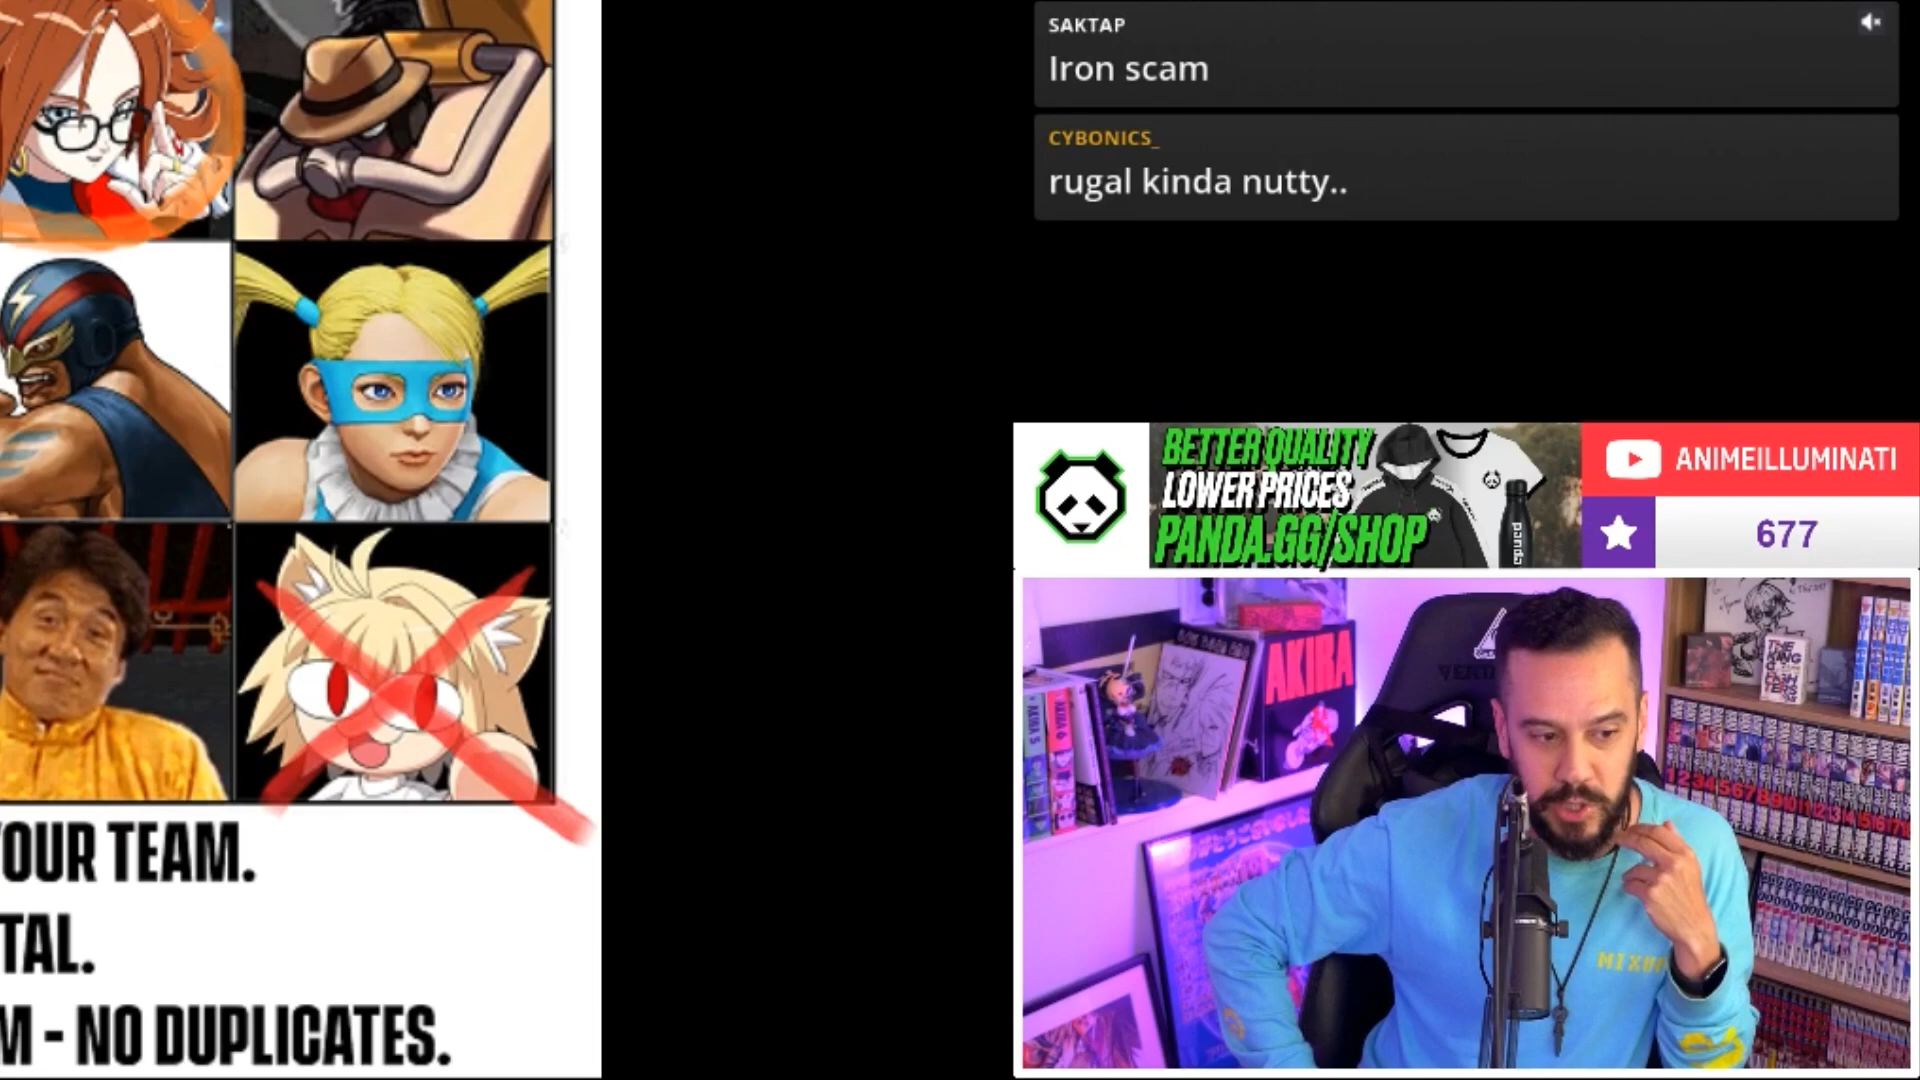 SAKTAP
Iron scam
CYBONICS_
rugal kinda nutty..
BETTER QUALITY
LOWER PRICES
PANDA.GG/SHOP
panda
ANIMEILLUMINATI
677
AKIRA
OUR TEAM.
TAL.
M - NO DUPLICATES.